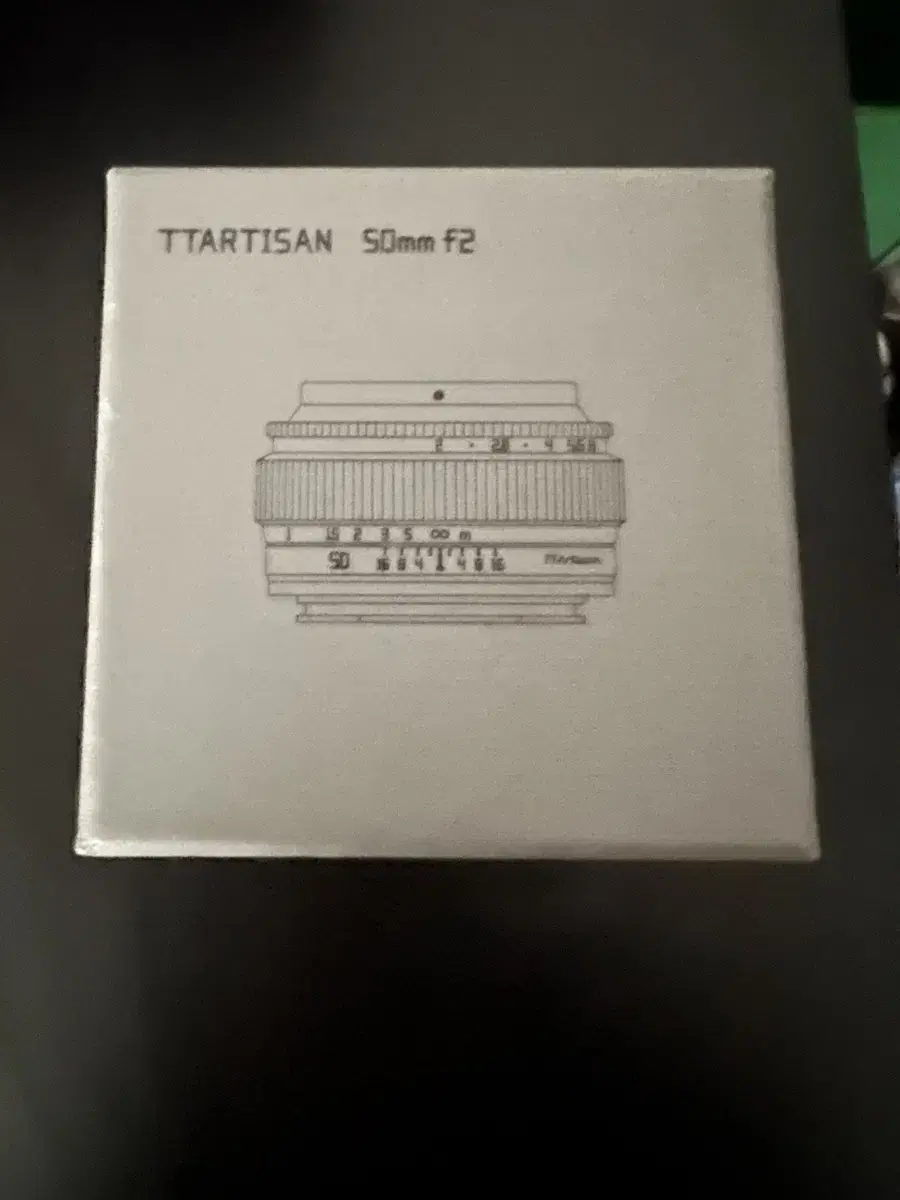 TTARTISAN 50mm f2
2 · 2.8 · 4 5.6 8
1 1.5 2 3 5 ∞ m
50 16 8 4 4 8 16 TTArtisan